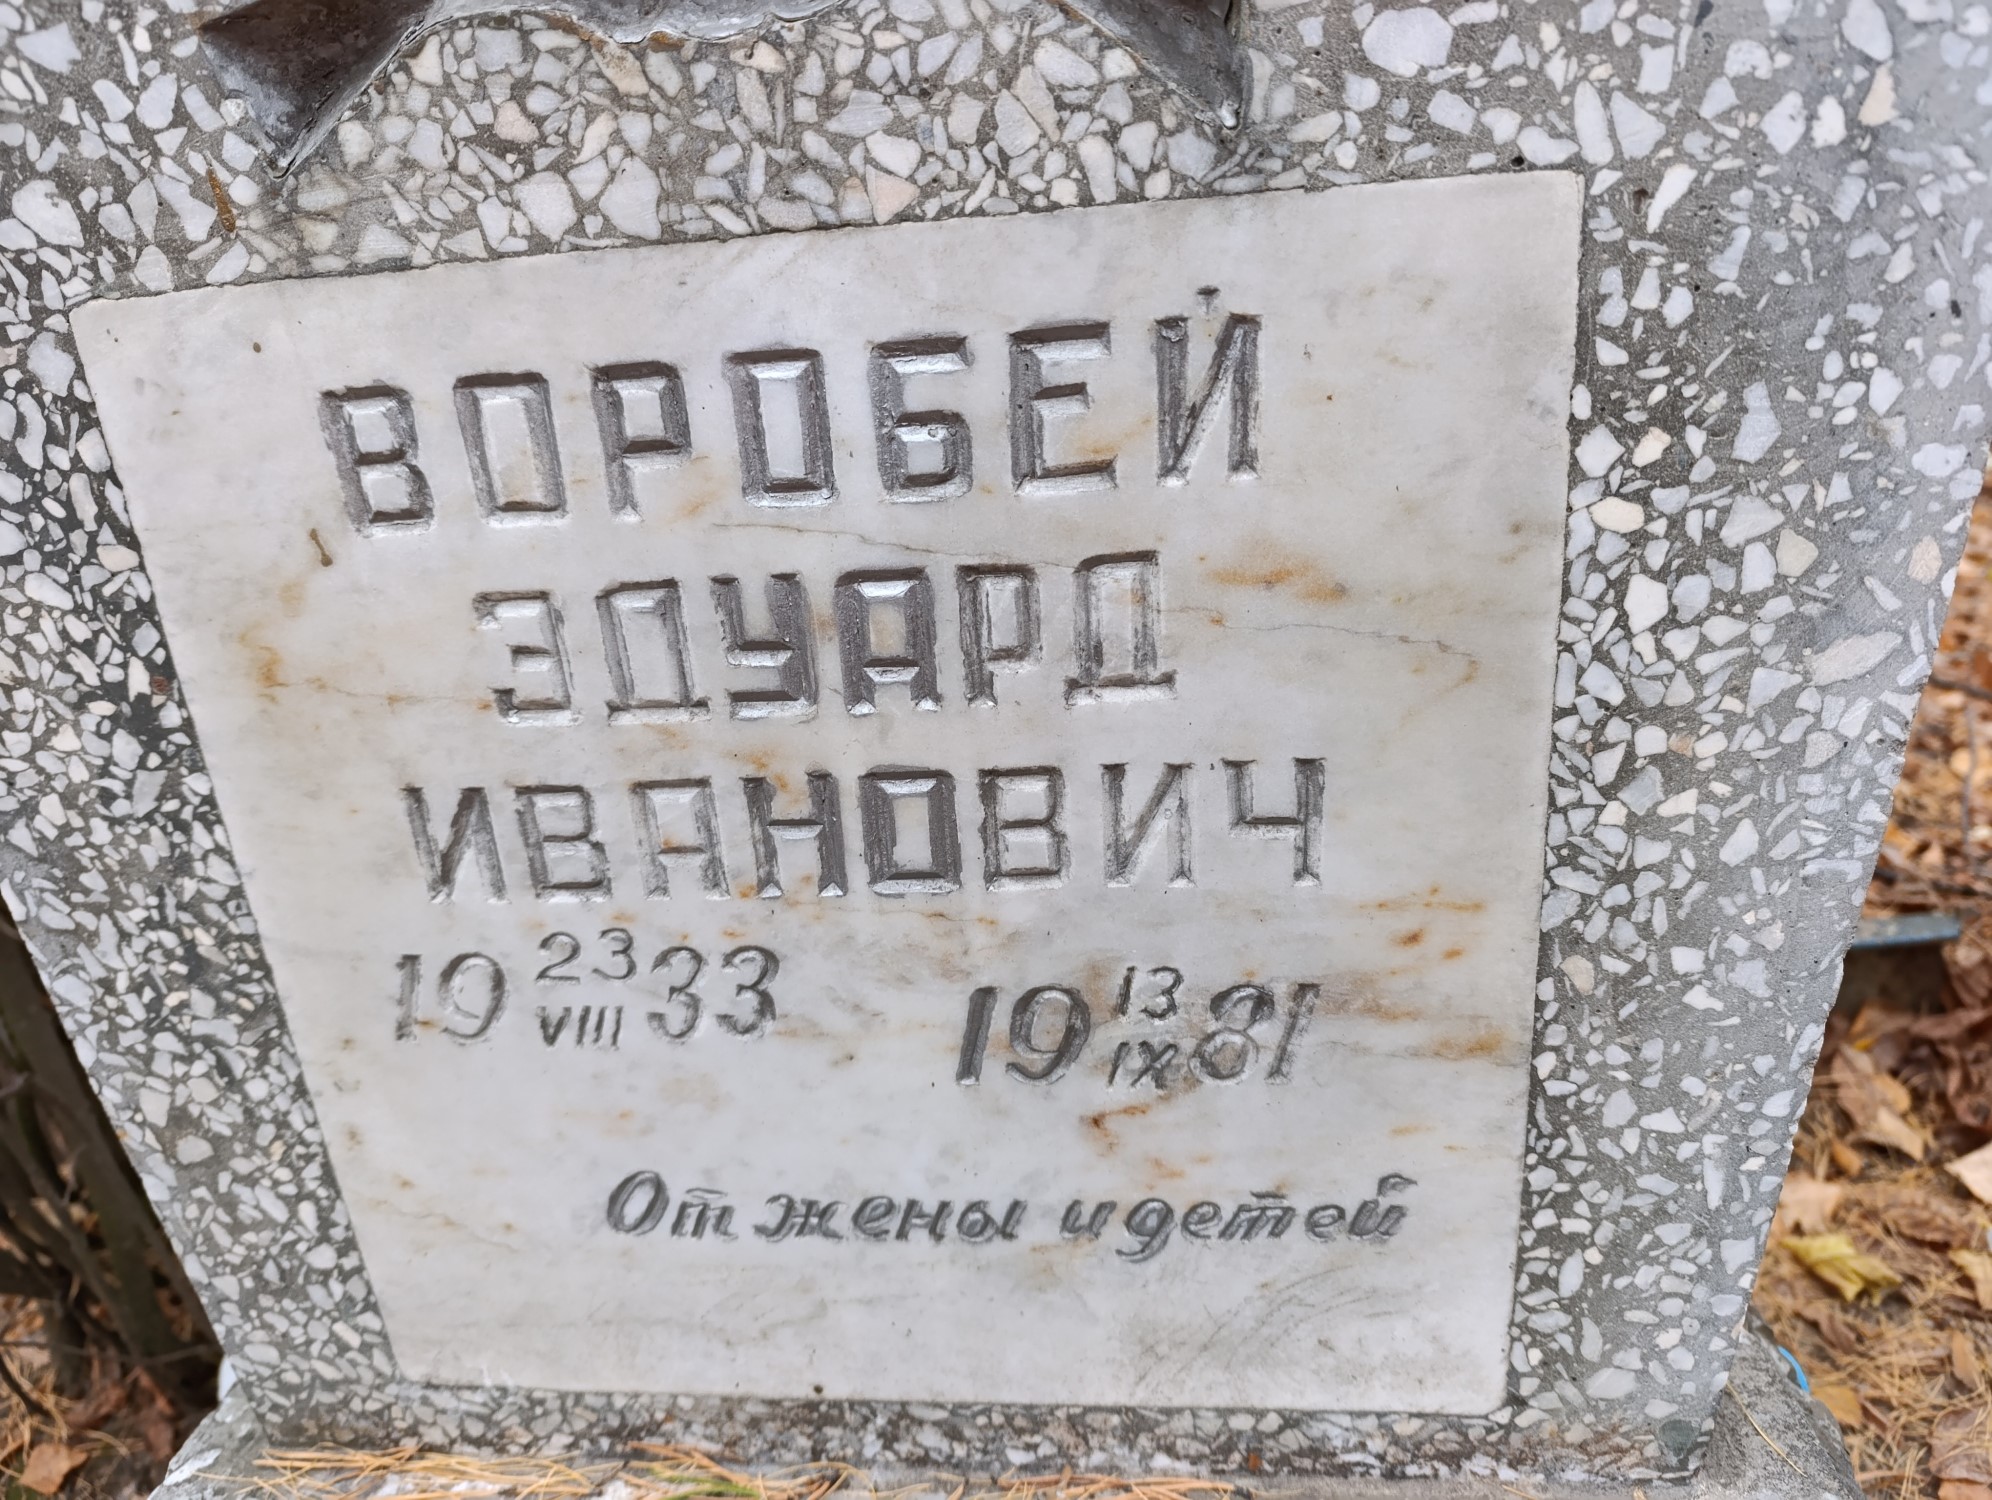 ВОРОБЕЙ
ЭДУАРД
ИВАНОВИЧ
19 23/VIII 33 19 13/IX 81
От жены и детей